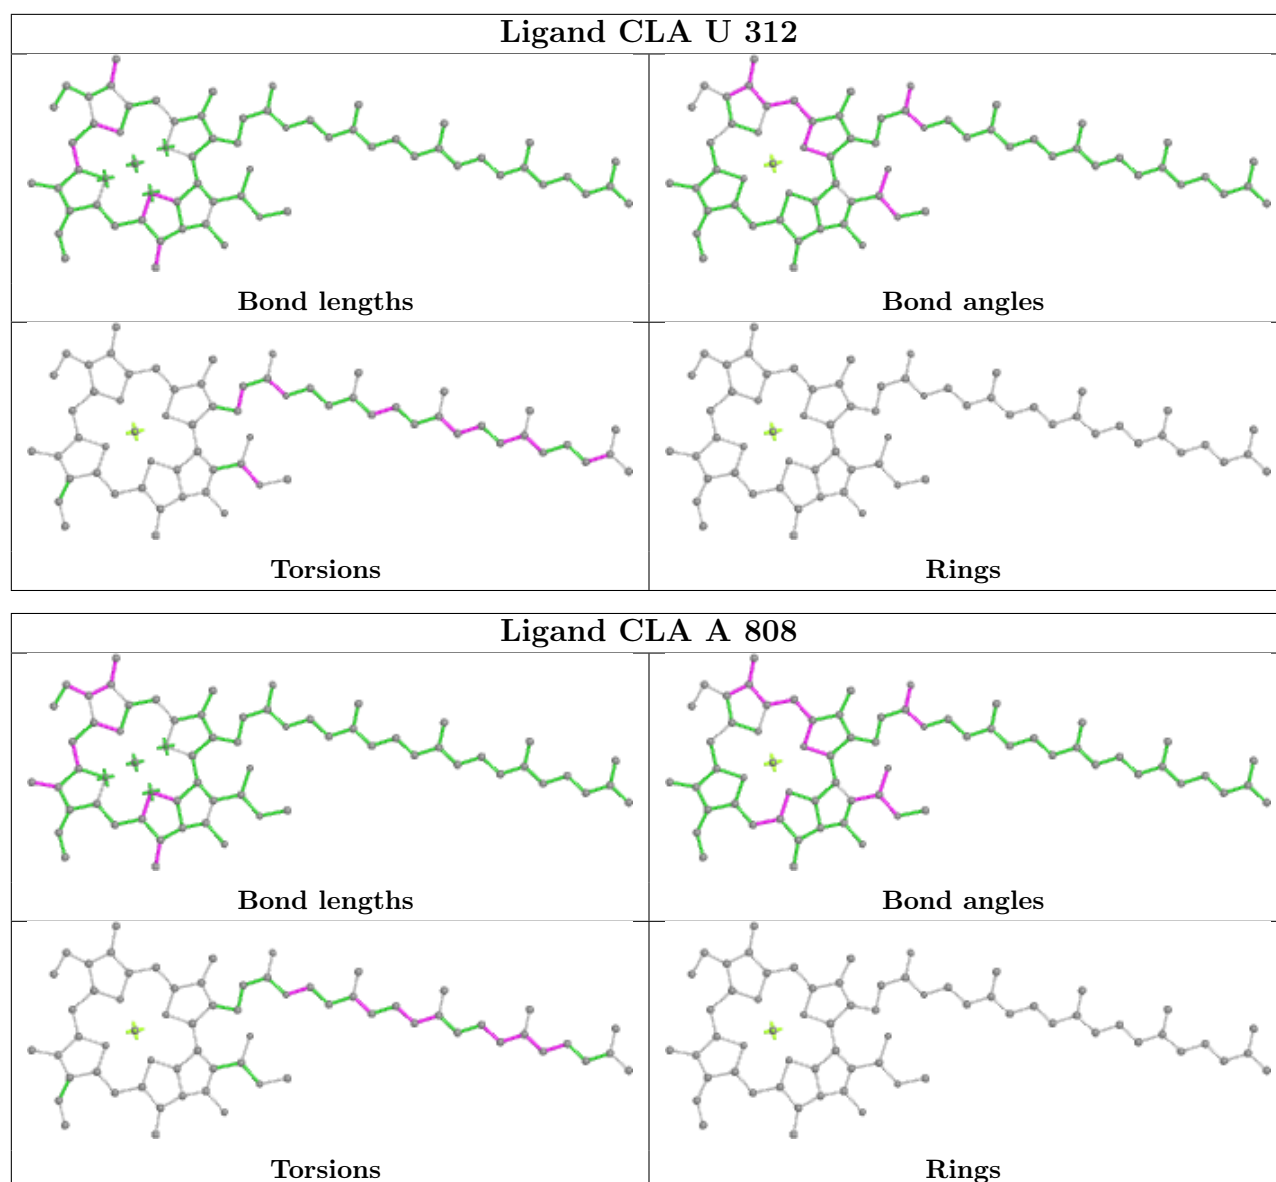 Ligand CLA U 312
Bond lengths
Bond angles
Torsions
Rings
Ligand CLA A 808
Bond lengths
Bond angles
Torsions
Rings